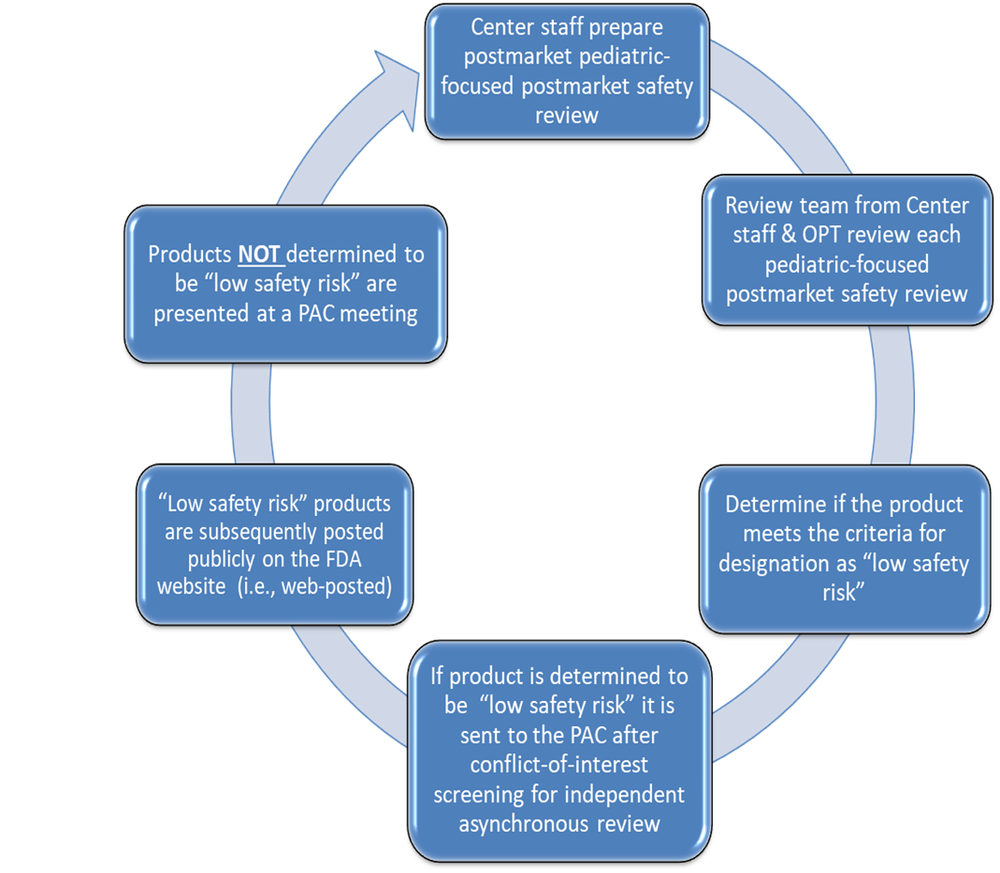 Center staff prepare
postmarket pediatric-
focused postmarket safety
review
Review team from Center
staff & OPT review each
pediatric-focused
postmarket safety review
Determine if the product
meets the criteria for
designation as “low safety
risk”
If product is determined to
be “low safety risk” it is
sent to the PAC after
conflict-of-interest
screening for independent
asynchronous review
“Low safety risk” products
are subsequently posted
publicly on the FDA
website (i.e., web-posted)
Products NOT determined to
be “low safety risk” are
presented at a PAC meeting